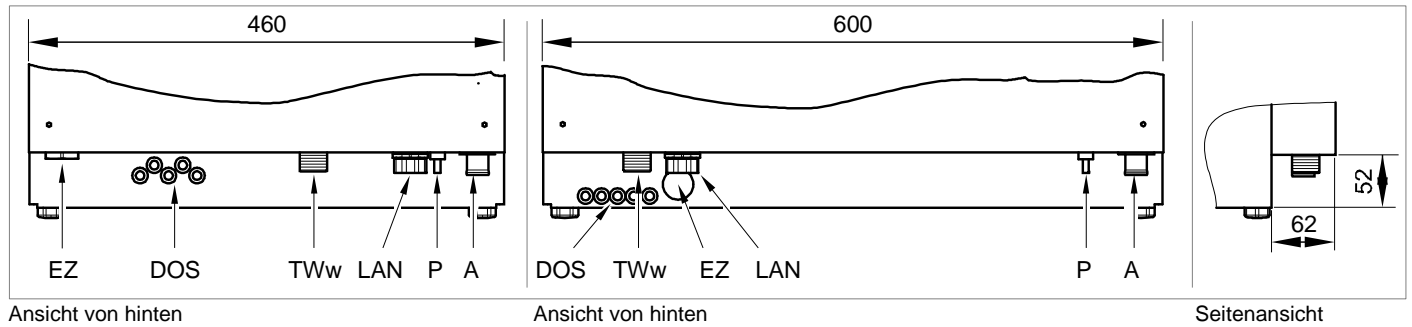 460
600
52
62
EZ DOS TWw LAN P A
DOS TWw EZ LAN P A
Ansicht von hinten
Ansicht von hinten
Seitenansicht